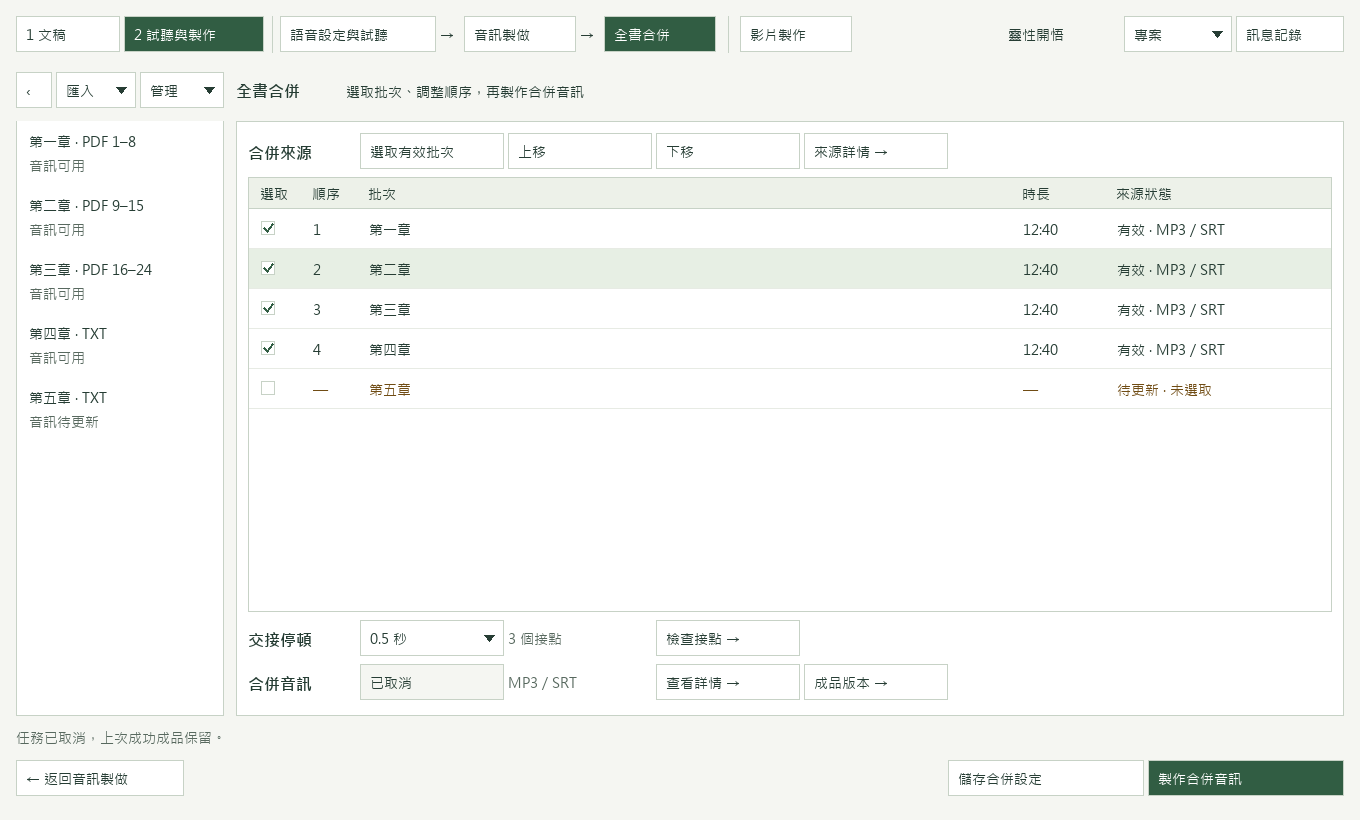 1 文稿 2 試聽與製作 語音設定與試聽 → 音訊製做 → 全書合併 影片製作 靈性開悟 專案 訊息記錄
‹ 匯入 管理 全書合併 選取批次、調整順序，再製作合併音訊
第一章 · PDF 1–8
音訊可用
第二章 · PDF 9–15
音訊可用
第三章 · PDF 16–24
音訊可用
第四章 · TXT
音訊可用
第五章 · TXT
音訊待更新
合併來源 選取有效批次 上移 下移 來源詳情 →
選取 順序 批次 時長 來源狀態
1 第一章 12:40 有效 · MP3 / SRT
2 第二章 12:40 有效 · MP3 / SRT
3 第三章 12:40 有效 · MP3 / SRT
4 第四章 12:40 有效 · MP3 / SRT
— 第五章 — 待更新 · 未選取
交接停頓 0.5 秒 3 個接點 檢查接點 →
合併音訊 已取消 MP3 / SRT 查看詳情 → 成品版本 →
任務已取消，上次成功成品保留。
← 返回音訊製做 儲存合併設定 製作合併音訊